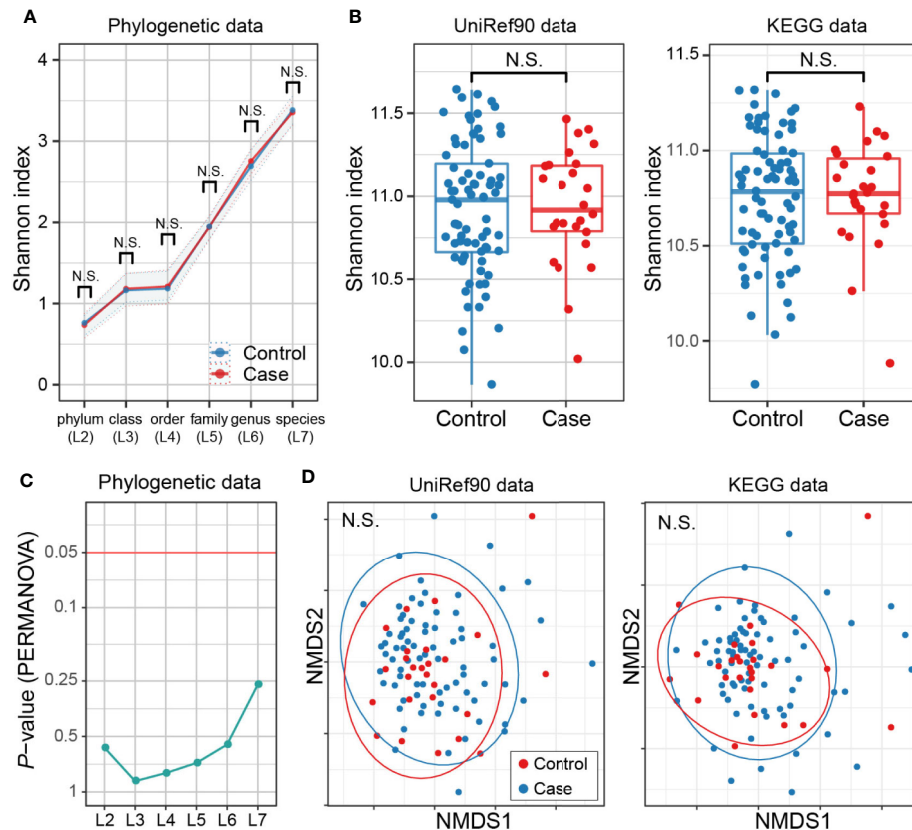 A
Phylogenetic data
Shannon index
4
3
2
1
0
N.S.
N.S.
N.S.
N.S.
N.S.
N.S.
Control
Case
phylum class order family genus species
(L2) (L3) (L4) (L5) (L6) (L7)
B
UniRef90 data
Shannon index
11.5
11.0
10.5
10.0
N.S.
Control Case
KEGG data
Shannon index
11.5
11.0
10.5
10.0
N.S.
Control Case
C
Phylogenetic data
P-value (PERMANOVA)
0.05
0.1
0.25
0.5
1
L2 L3 L4 L5 L6 L7
D
UniRef90 data
N.S.
NMDS2
Control
Case
NMDS1
KEGG data
N.S.
NMDS2
NMDS1